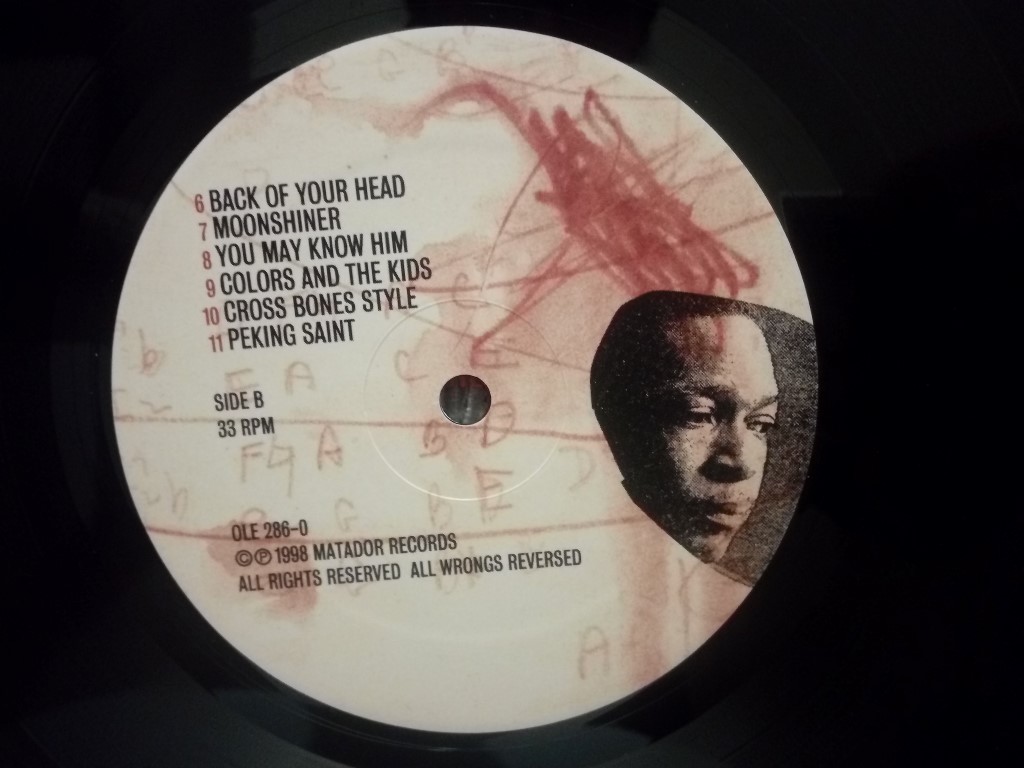 6 BACK OF YOUR HEAD
7 MOONSHINER
8 YOU MAY KNOW HIM
9 COLORS AND THE KIDS
10 CROSS BONES STYLE
11 PEKING SAINT
SIDE B
33 RPM
OLE 286-0
©℗ 1998 MATADOR RECORDS
ALL RIGHTS RESERVED ALL WRONGS REVERSED
C
E A C E
F 4 A B D D
G B E
A